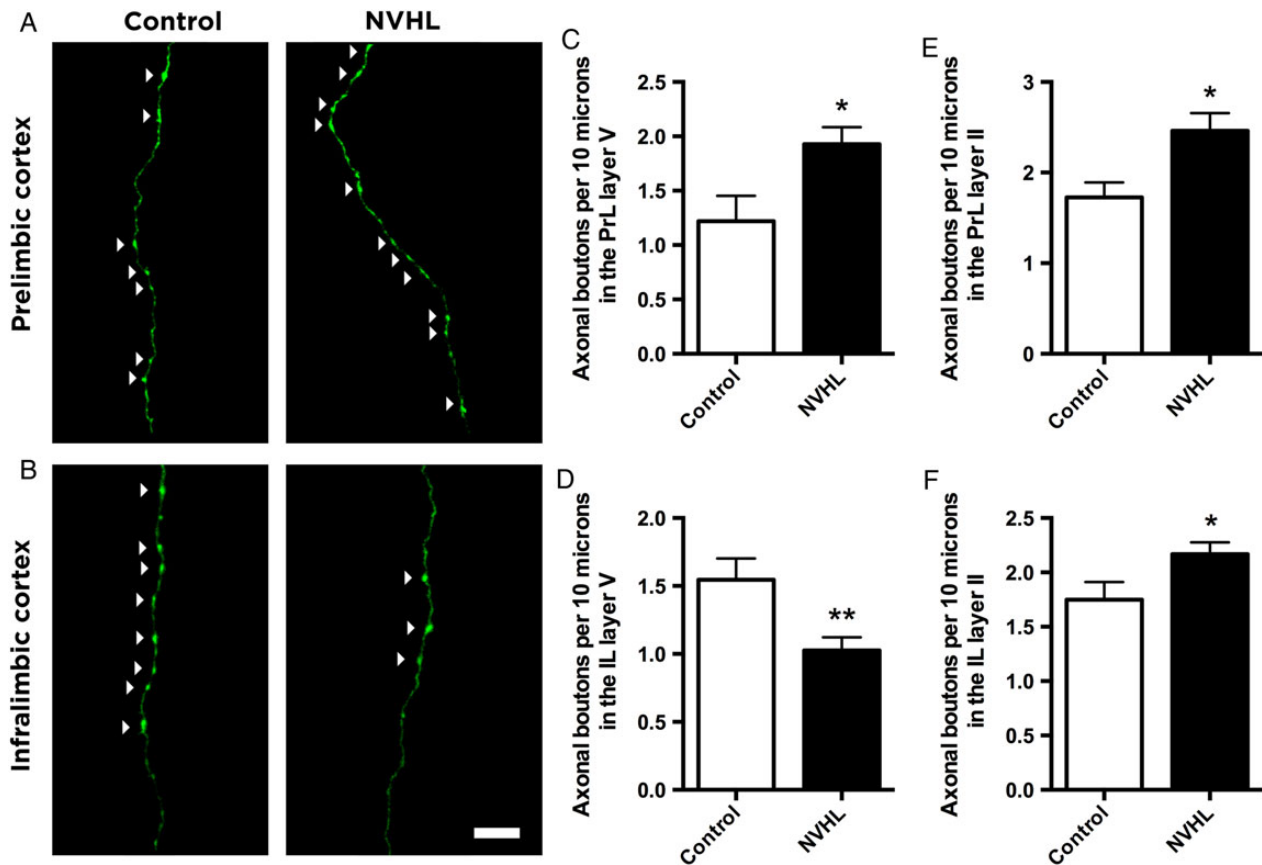 A
Control
NVHL
Prelimbic cortex
B
Infralimbic cortex
C
Axonal boutons per 10 microns
in the PrL layer V
2.5
2.0
1.5
1.0
0.5
0.0
*
Control
NVHL
E
Axonal boutons per 10 microns
in the PrL layer II
3
2
1
0
*
Control
NVHL
D
Axonal boutons per 10 microns
in the IL layer V
2.0
1.5
1.0
0.5
0.0
**
Control
NVHL
F
Axonal boutons per 10 microns
in the IL layer II
2.5
2.0
1.5
1.0
0.5
0.0
*
Control
NVHL